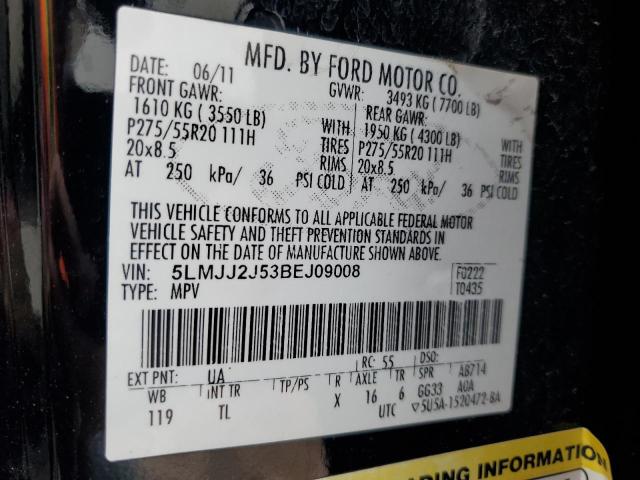 MFD. BY FORD MOTOR CO.
DATE: 06/11 GVWR: 3493 KG ( 7700 LB)
FRONT GAWR: REAR GAWR:
1610 KG ( 3550 LB) WITH 1950 KG ( 4300 LB) WITH
P275/55R20 111H TIRES P275/55R20 111H TIRES
20x8.5 RIMS 20x8.5 RIMS
AT 250 kPa/ 36 PSI COLD AT 250 kPa/ 36 PSI COLD
THIS VEHICLE CONFORMS TO ALL APPLICABLE FEDERAL MOTOR
VEHICLE SAFETY AND THEFT PREVENTION STANDARDS IN
EFFECT ON THE DATE OF MANUFACTURE SHOWN ABOVE.
VIN: 5LMJJ2J53BEJ09008 F0222
TYPE: MPV T0435
EXT PNT: UA RC: 55 DSO:
WB INT TR TP/PS R AXLE TR SPR AB714
119 TL X 16 6 GG33 A0A
UTC ▽5U5A-1520472-BA
ADING INFORMATION